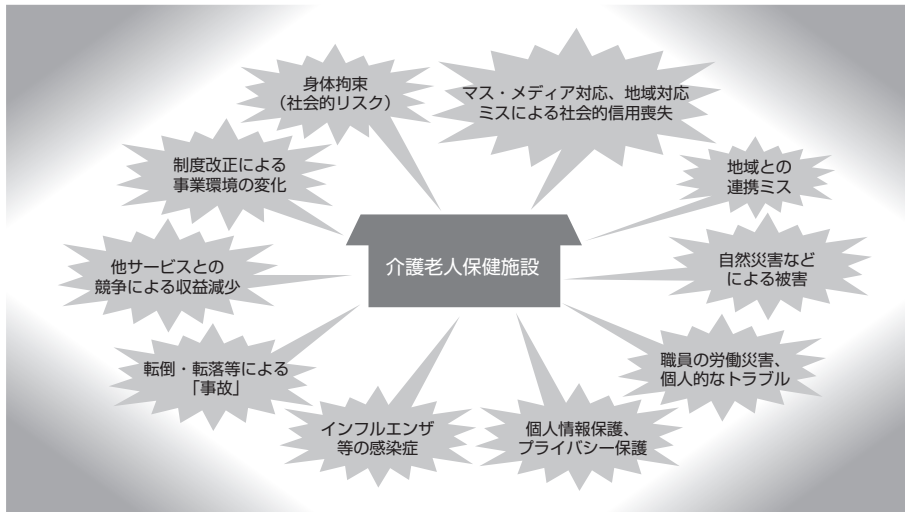 身体拘束
（社会的リスク）
マス・メディア対応、地域対応
ミスによる社会的信用喪失
制度改正による
事業環境の変化
地域との
連携ミス
他サービスとの
競争による収益減少
介護老人保健施設
自然災害など
による被害
転倒・転落等による
「事故」
職員の労働災害、
個人的なトラブル
インフルエンザ
等の感染症
個人情報保護、
プライバシー保護